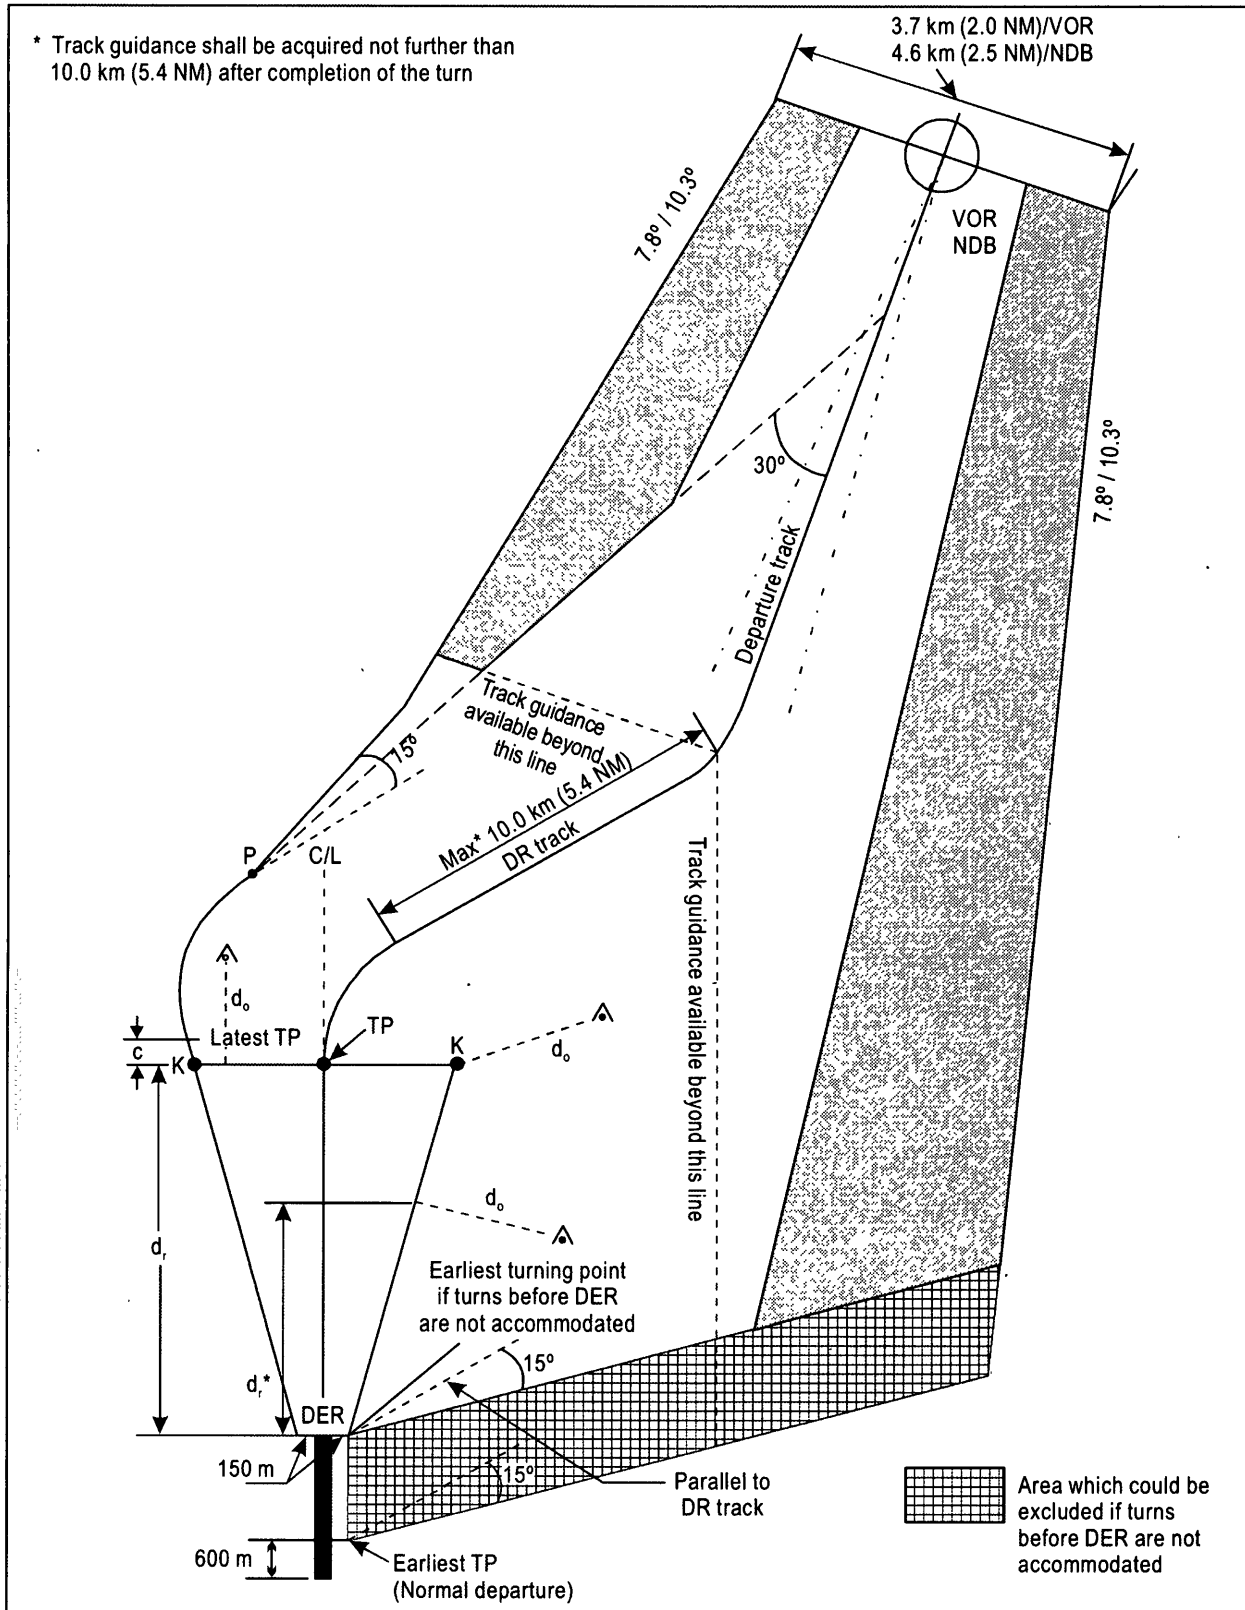 * Track guidance shall be acquired not further than
10.0 km (5.4 NM) after completion of the turn
3.7 km (2.0 NM)/VOR
4.6 km (2.5 NM)/NDB
7.8º / 10.3º
VOR
NDB
30º
7.8º / 10.3º
Departure track
Track guidance
available beyond
this line
15º
Max* 10.0 km (5.4 NM)
DR track
P
C/L
Track guidance available beyond this line
do
Latest TP
TP
c
K
K
do
dr
do
Earliest turning point
if turns before DER
are not accommodated
15º
dr*
DER
150 m
15º
Parallel to
DR track
600 m
Earliest TP
(Normal departure)
Area which could be
excluded if turns
before DER are not
accommodated